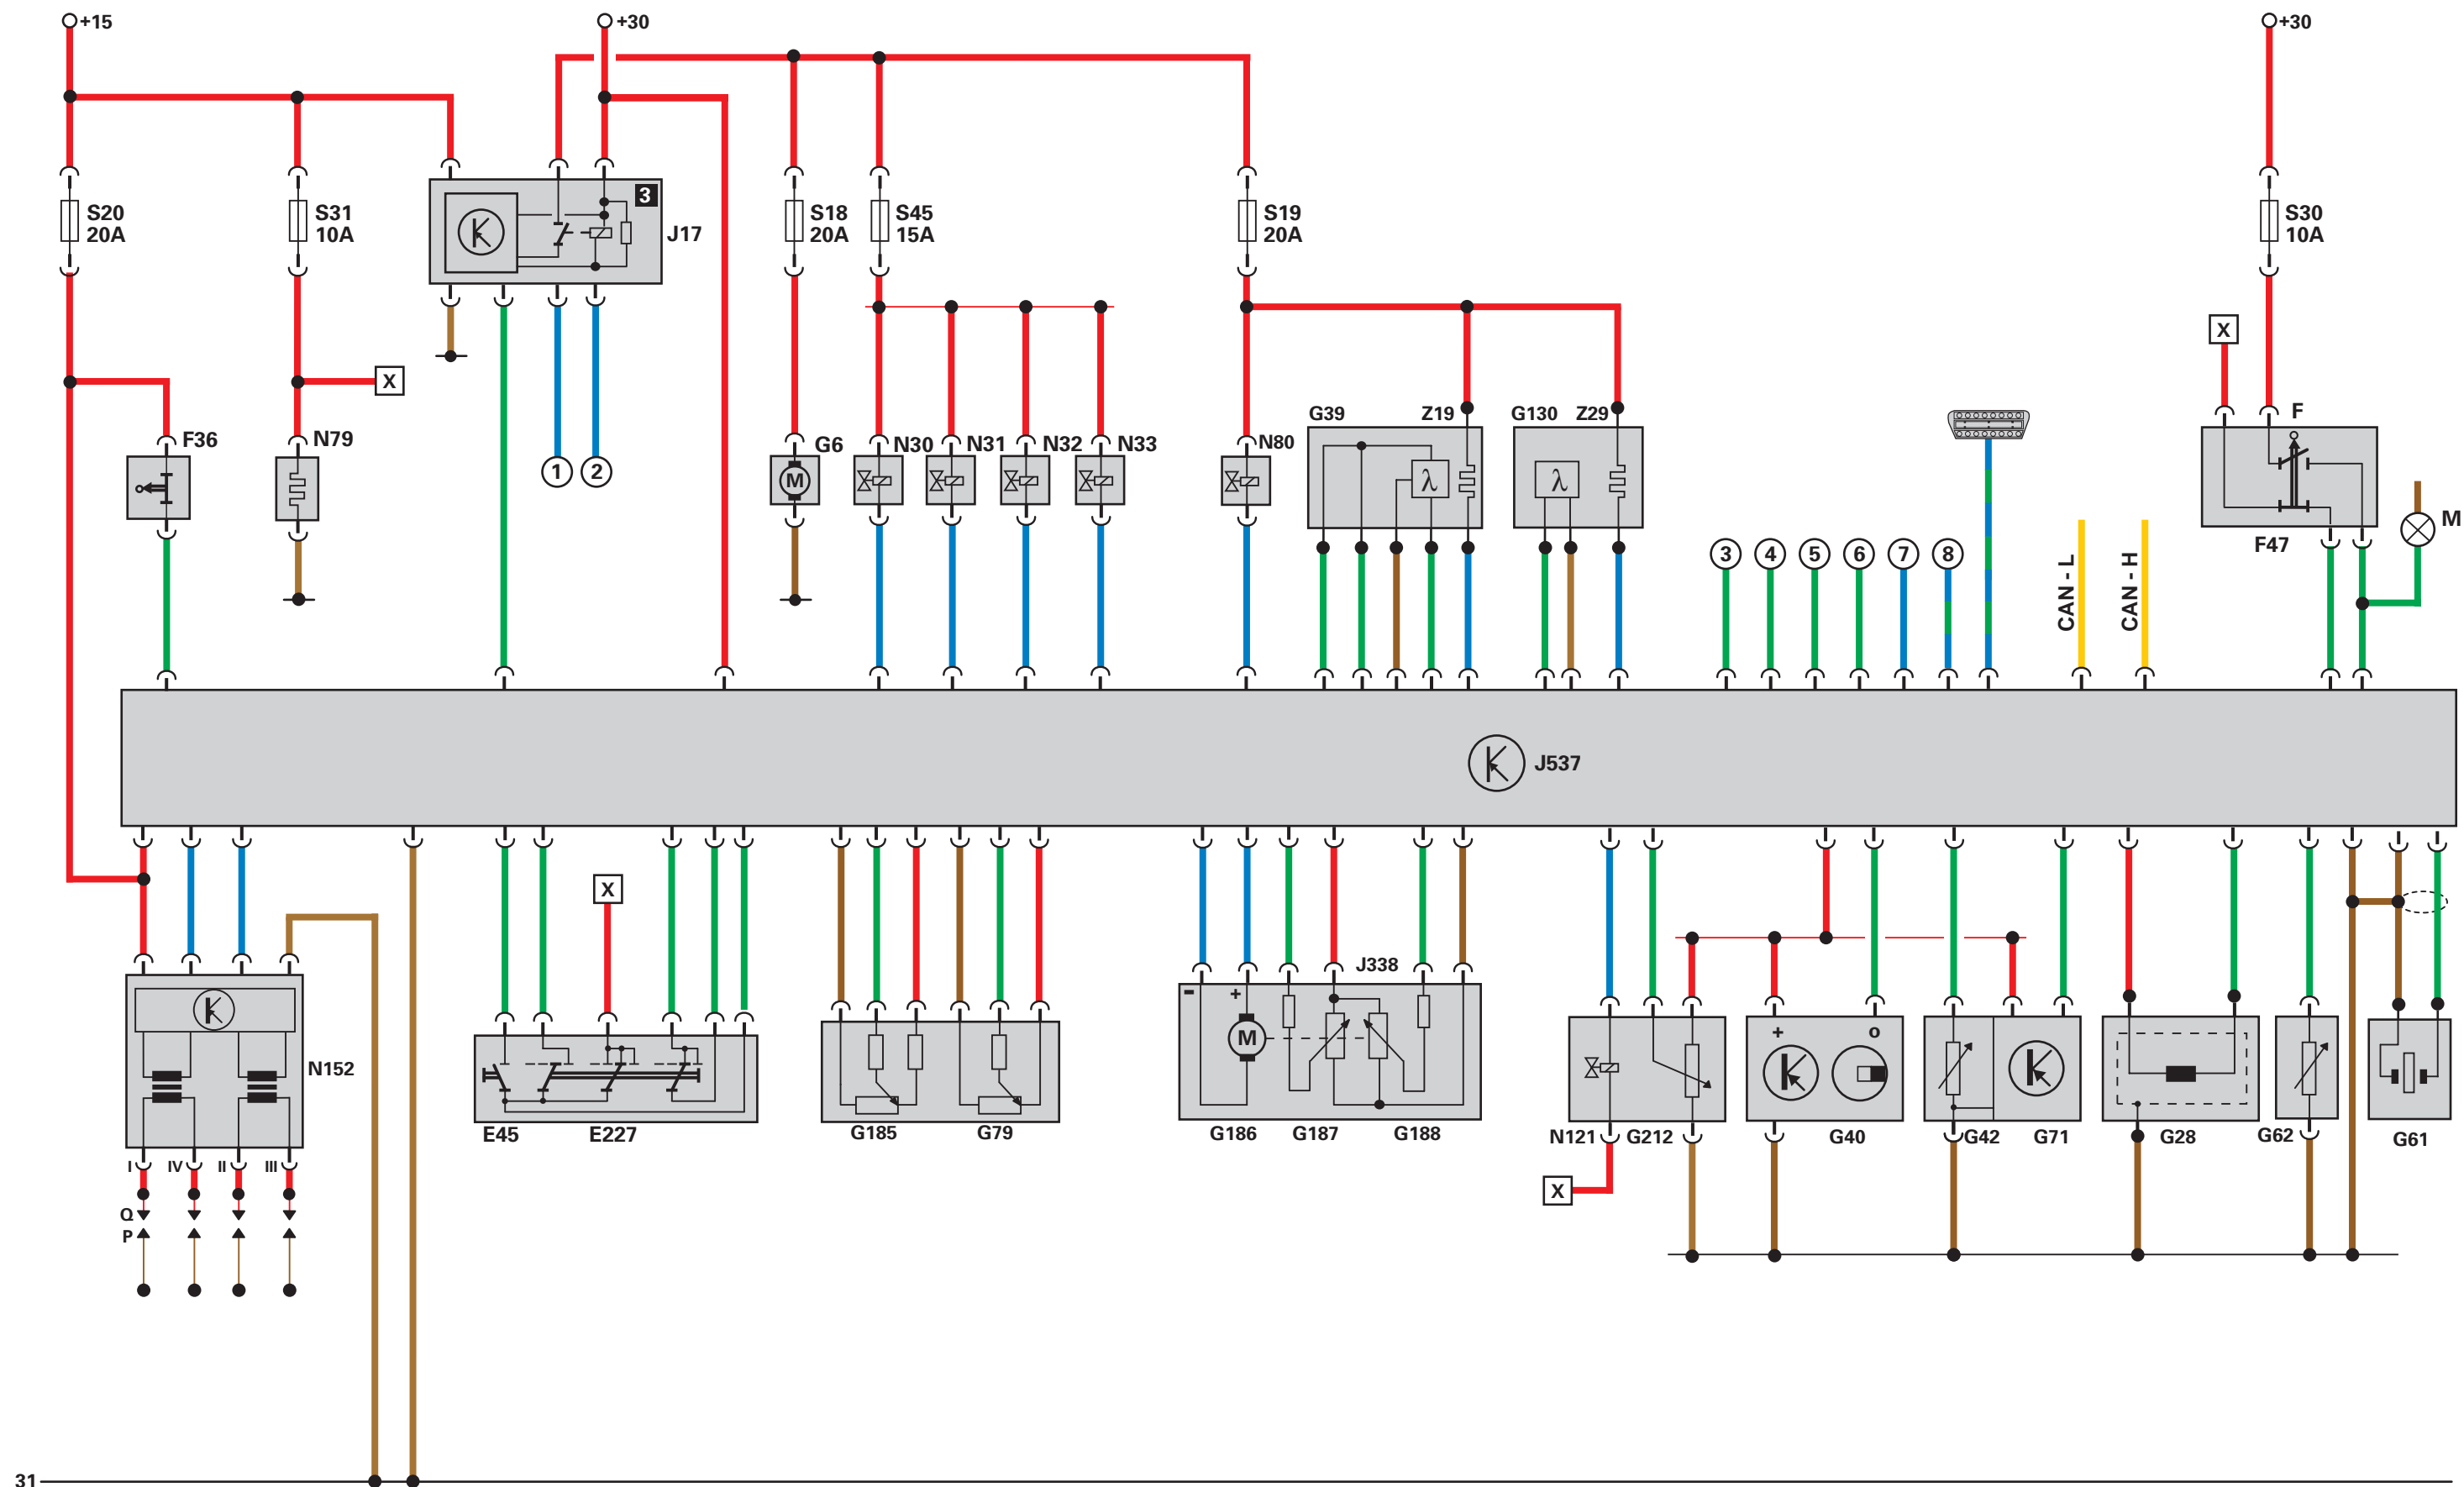 +15
+30
+30
S20
20A
S31
10A
3
J17
S18
20A
S45
15A
S19
20A
S30
10A
X
X
F36
N79
1
2
G6
M
N30
N31
N32
N33
N80
G39
Z19
λ
G130
Z29
λ
3
4
5
6
7
8
CAN - L
CAN - H
F
F47
M
J537
X
N152
I
IV
II
III
Q
P
E45
E227
G185
G79
J338
-
+
M
G186
G187
G188
N121
G212
X
+
o
G40
G42
G71
G28
G62
G61
31